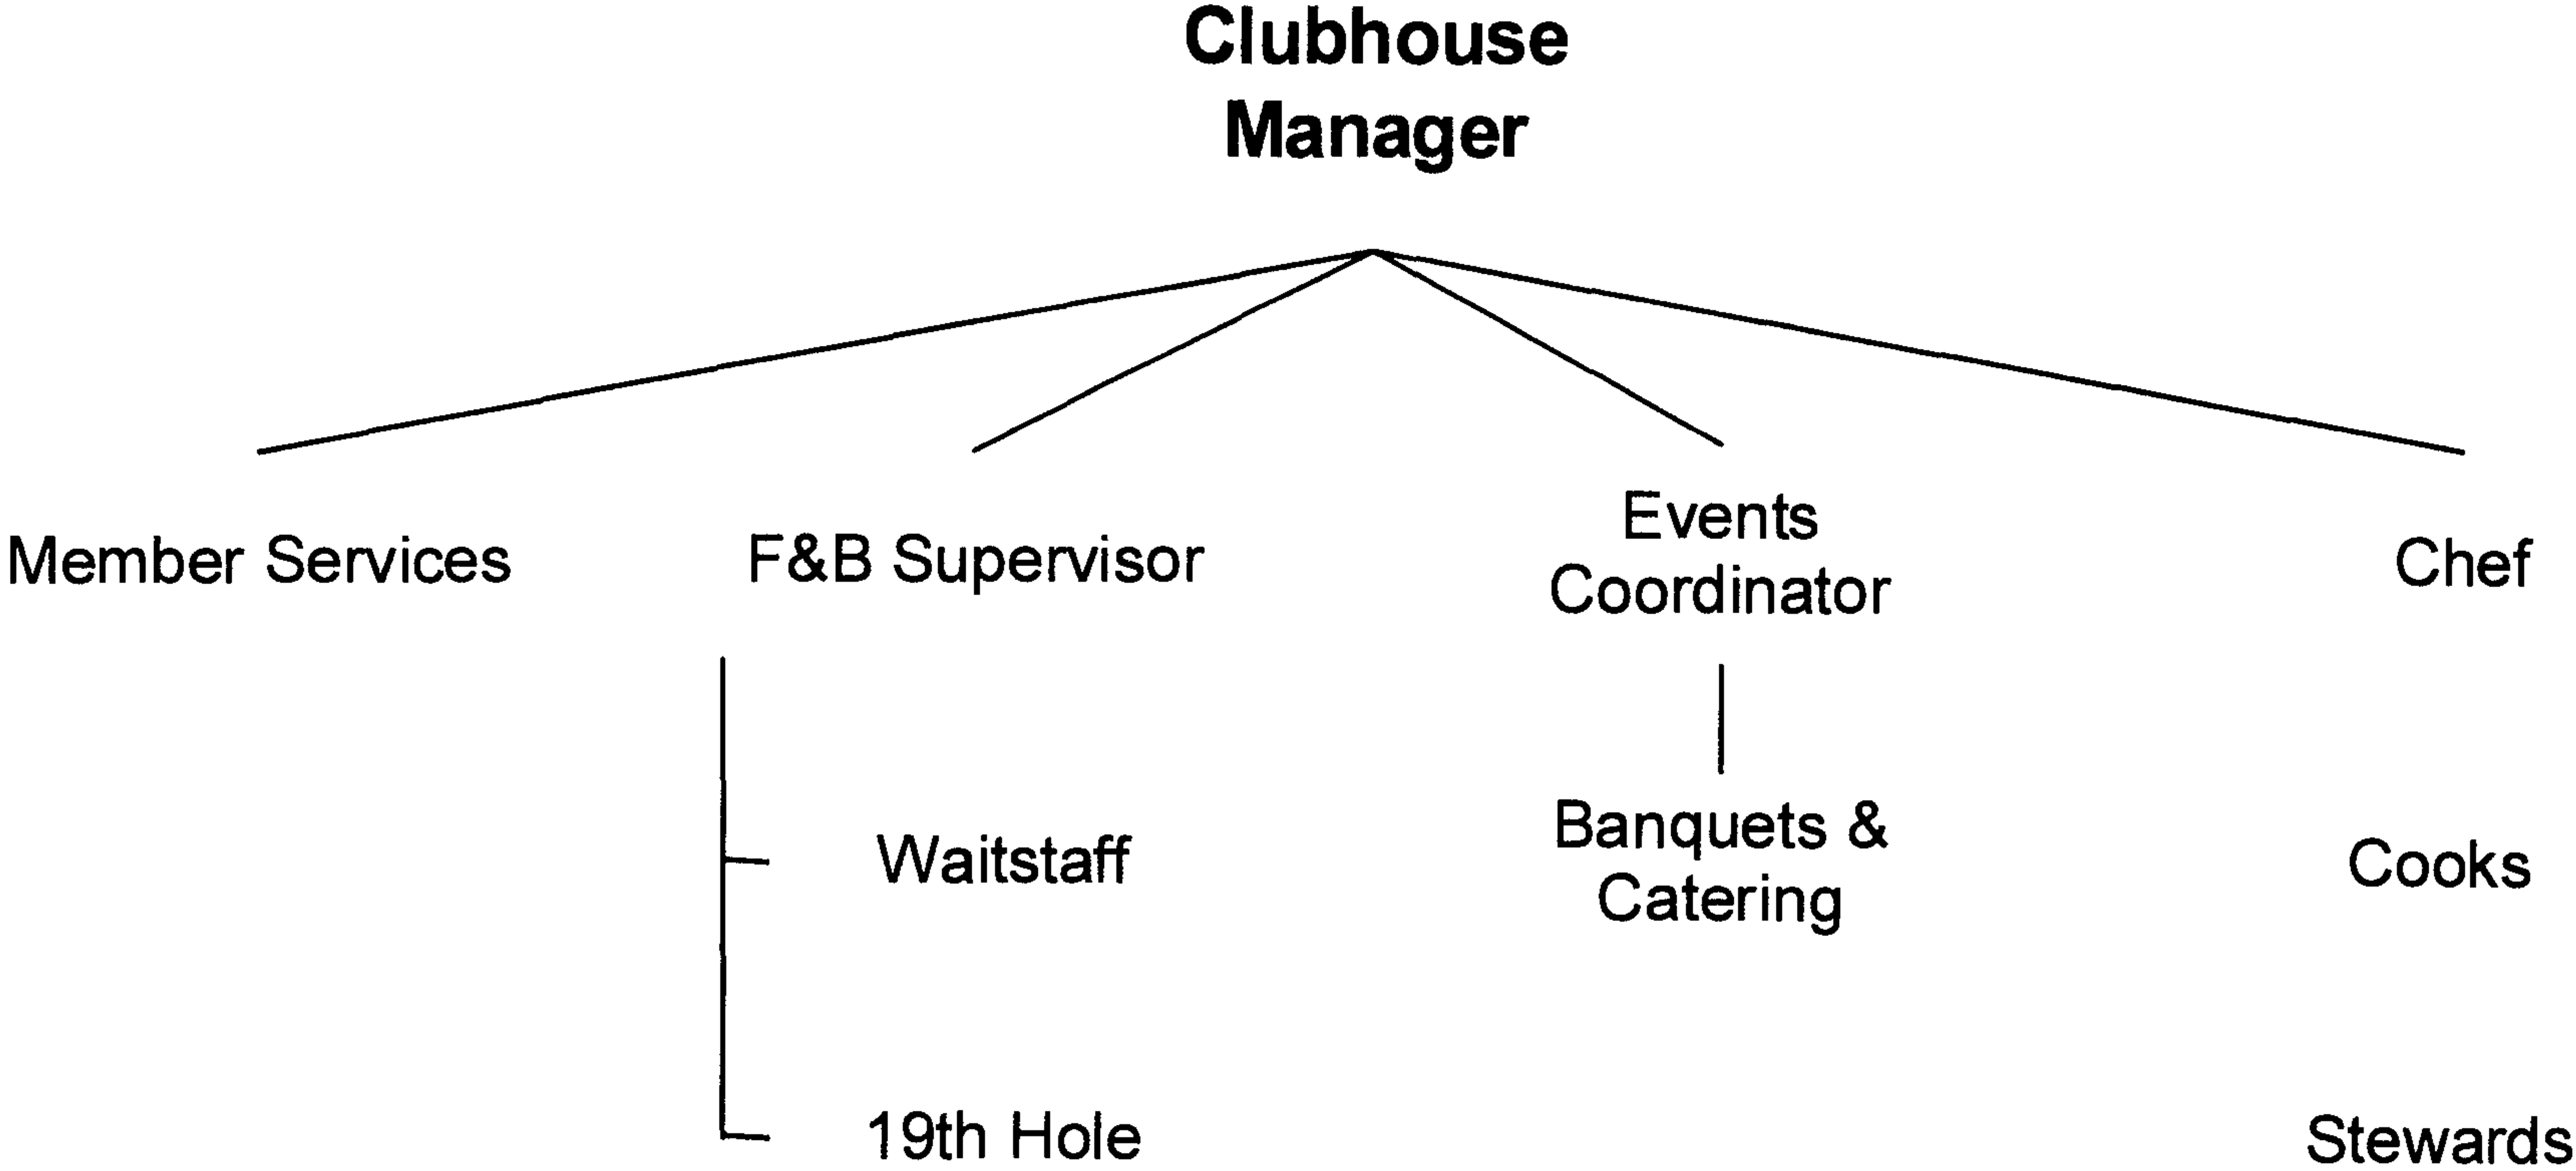 Clubhouse
Manager
Member Services
F&B Supervisor
Events
Coordinator
Chef
Waitstaff
Banquets &
Catering
Cooks
19th Hole
Stewards